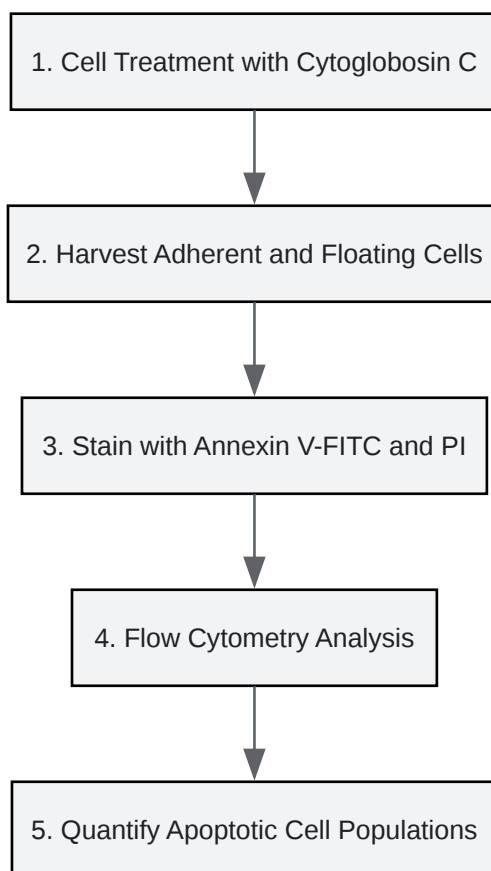 1. Cell Treatment with Cytoglobosin C
2. Harvest Adherent and Floating Cells
3. Stain with Annexin V-FITC and PI
4. Flow Cytometry Analysis
5. Quantify Apoptotic Cell Populations